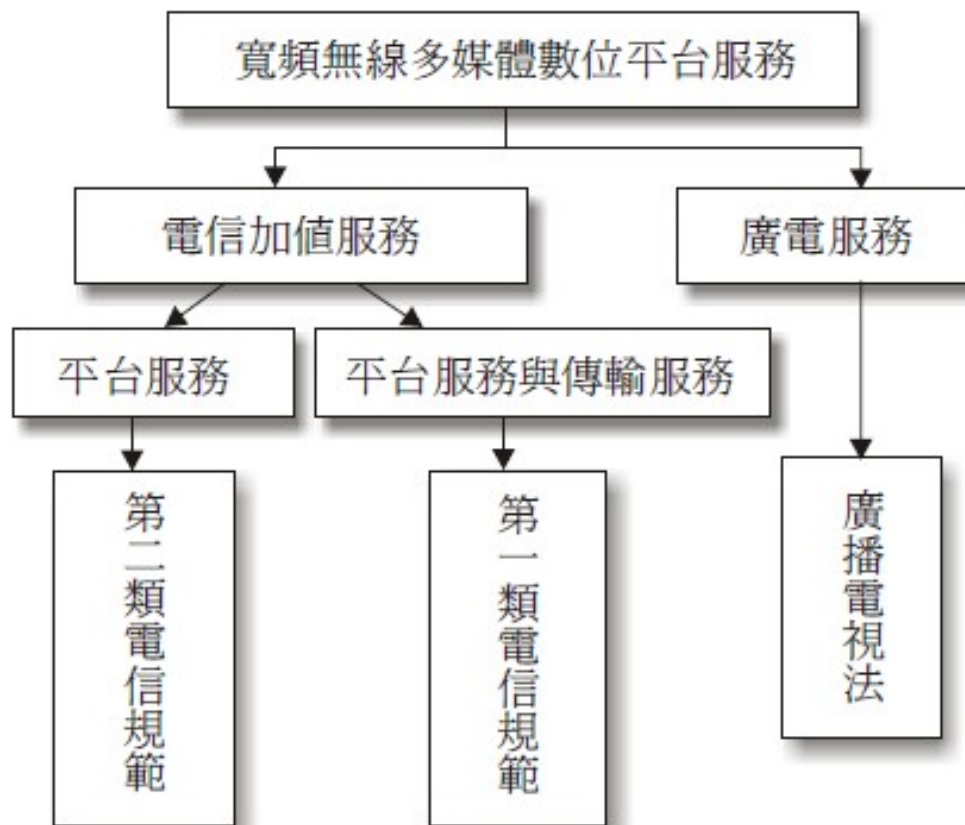 寬頻無線多媒體數位平台服務
電信加值服務
廣電服務
平台服務
平台服務與傳輸服務
第二類電信規範
第一類電信規範
廣播電視法